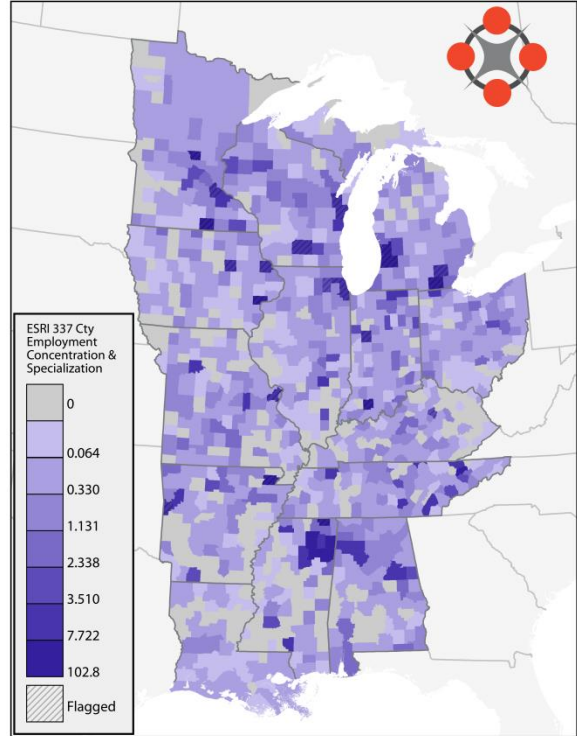 ESRI 337 Cty
Employment
Concentration &
Specialization
0
0.064
0.330
1.131
2.338
3.510
7.722
102.8
Flagged